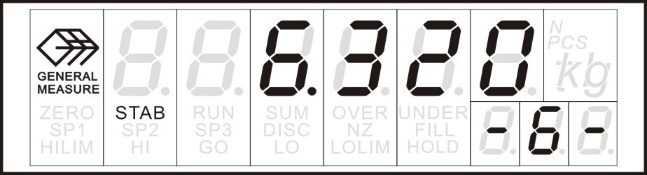 GENERAL
MEASURE
6.320
N
PCS
kg
ZERO STAB RUN SUM OVER UNDER
SP1 SP2 SP3 DISC NZ FILL
HILIM HI GO LO LOLIM HOLD
-6-